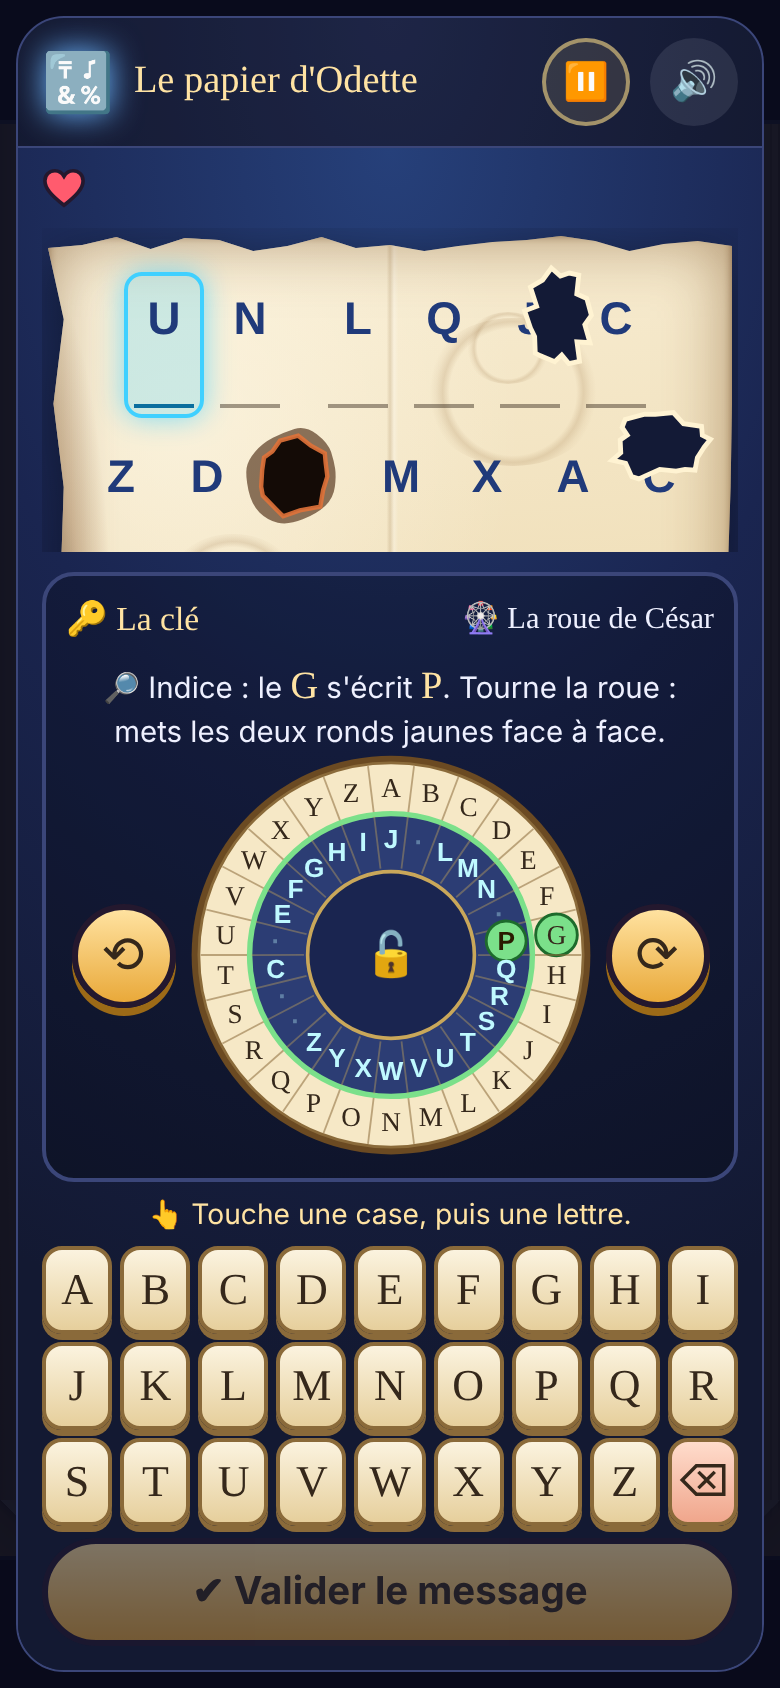 Le papier d'Odette
U N L Q C
Z D M X A
La clé
La roue de César
Indice : le G s'écrit P. Tourne la roue :
mets les deux ronds jaunes face à face.
A B C D E F G H I J K L M N O P Q R S T U V W X Y Z
J · L M N · P Q R S T U V W X Y Z · · C · E F G H I
Touche une case, puis une lettre.
A B C D E F G H I
J K L M N O P Q R
S T U V W X Y Z
✔ Valider le message